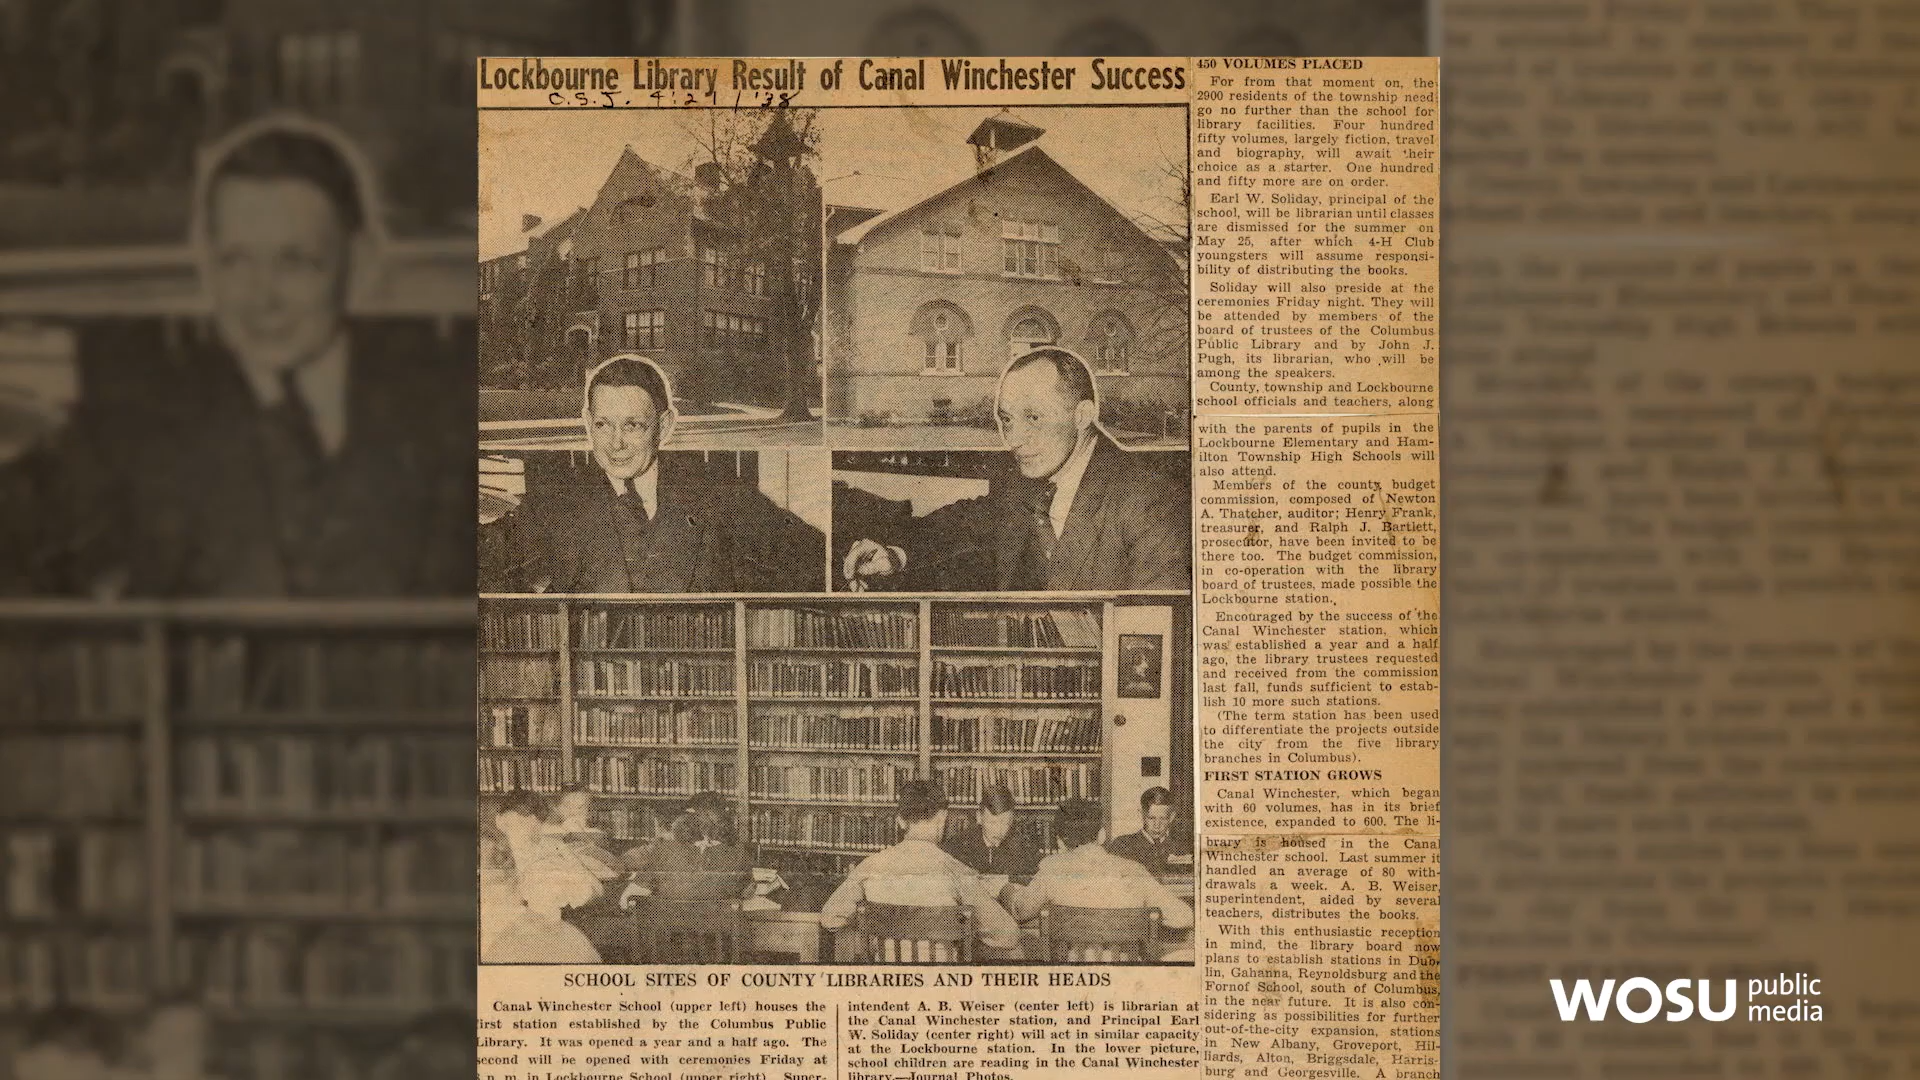 Lockbourne Library Result of Canal Winchester Success
O.S.J. 4/21/'38
SCHOOL SITES OF COUNTY LIBRARIES AND THEIR HEADS
Canal Winchester School (upper left) houses the
first station established by the Columbus Public
Library. It was opened a year and a half ago. The
second will be opened with ceremonies Friday at
p. m. in Lockbourne School (upper right). Super-
intendent A. B. Weiser (center left) is librarian at
the Canal Winchester station, and Principal Earl
W. Soliday (center right) will act in similar capacity
at the Lockbourne station. In the lower picture,
school children are reading in the Canal Winchester
library.—Journal Photos.
450 VOLUMES PLACED
For from that moment on, the
2900 residents of the township need
go no further than the school for
library facilities. Four hundred
fifty volumes, largely fiction, travel
and biography, will await their
choice as a starter. One hundred
and fifty more are on order.
Earl W. Soliday, principal of the
school, will be librarian until classes
are dismissed for the summer on
May 25, after which 4-H Club
youngsters will assume responsi-
bility of distributing the books.
Soliday will also preside at the
ceremonies Friday night. They will
be attended by members of the
board of trustees of the Columbus
Public Library and by John J.
Pugh, its librarian, who will be
among the speakers.
County, township and Lockbourne
school officials and teachers, along
with the parents of pupils in the
Lockbourne Elementary and Ham-
ilton Township High Schools will
also attend.
Members of the county budget
commission, composed of Newton
A. Thatcher, auditor; Henry Frank,
treasurer, and Ralph J. Bartlett,
prosecutor, have been invited to be
there too. The budget commission,
in co-operation with the library
board of trustees, made possible the
Lockbourne station.
Encouraged by the success of the
Canal Winchester station, which
was established a year and a half
ago, the library trustees requested
and received from the commission
last fall, funds sufficient to estab-
lish 10 more such stations.
(The term station has been used
to differentiate the projects outside
the city from the five library
branches in Columbus).
FIRST STATION GROWS
Canal Winchester, which began
with 60 volumes, has in its brief
existence, expanded to 600. The li-
brary is housed in the Canal
Winchester school. Last summer it
handled an average of 80 with-
drawals a week. A. B. Weiser,
superintendent, aided by several
teachers, distributes the books.
With this enthusiastic reception
in mind, the library board now
plans to establish stations in Dub-
lin, Gahanna, Reynoldsburg and the
Fornof School, south of Columbus,
in the near future. It is also con-
sidering as possibilities for further
out-of-the-city expansion, stations
in New Albany, Groveport, Hil-
liards, Alton, Briggsdale, Harris-
burg and Georgesville. A branch
WOSU public
media